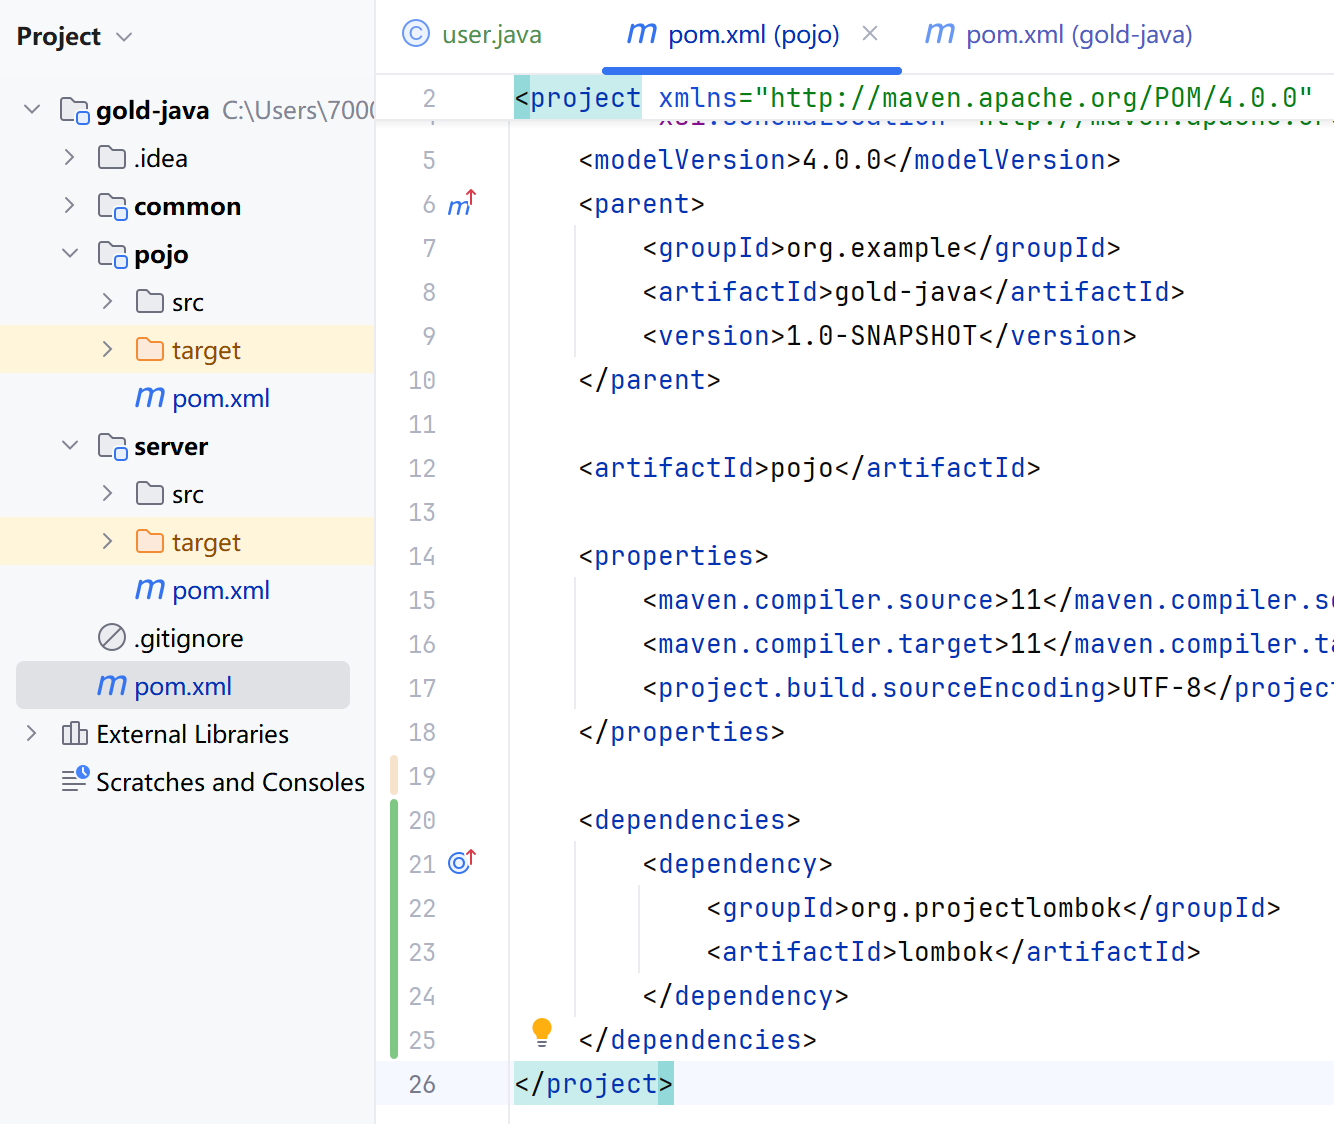 Project
gold-java C:\Users\7000
.idea
common
pojo
src
target
pom.xml
server
src
target
pom.xml
.gitignore
pom.xml
External Libraries
Scratches and Consoles
user.java
pom.xml (pojo)
pom.xml (gold-java)
2 <project xmlns="http://maven.apache.org/POM/4.0.0"
5 <modelVersion>4.0.0</modelVersion>
6 <parent>
7 <groupId>org.example</groupId>
8 <artifactId>gold-java</artifactId>
9 <version>1.0-SNAPSHOT</version>
10 </parent>
11
12 <artifactId>pojo</artifactId>
13
14 <properties>
15 <maven.compiler.source>11</maven.compiler.so
16 <maven.compiler.target>11</maven.compiler.ta
17 <project.build.sourceEncoding>UTF-8</project
18 </properties>
19
20 <dependencies>
21 <dependency>
22 <groupId>org.projectlombok</groupId>
23 <artifactId>lombok</artifactId>
24 </dependency>
25 </dependencies>
26 </project>